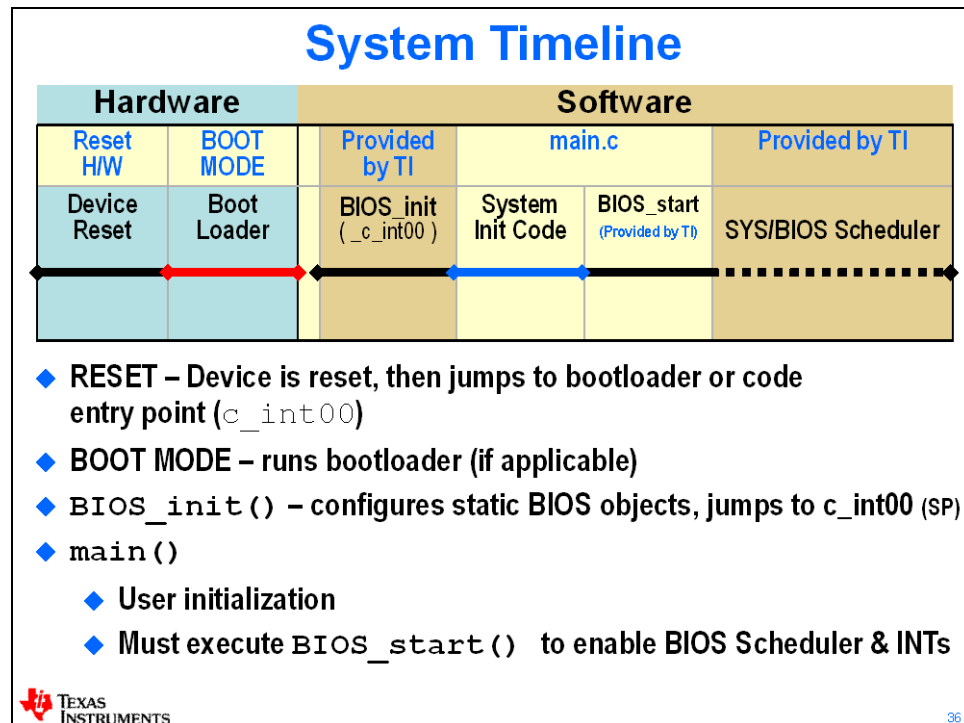 System Timeline
Hardware Software
Reset H/W BOOT MODE Provided by TI main.c Provided by TI
Device Reset Boot Loader BIOS_init ( _c_int00 ) System Init Code BIOS_start (Provided by TI) SYS/BIOS Scheduler
◆ RESET – Device is reset, then jumps to bootloader or code
entry point (c_int00)
◆ BOOT MODE – runs bootloader (if applicable)
◆ BIOS_init() – configures static BIOS objects, jumps to c_int00 (SP)
◆ main()
◆ User initialization
◆ Must execute BIOS_start() to enable BIOS Scheduler & INTs
TEXAS
INSTRUMENTS
36